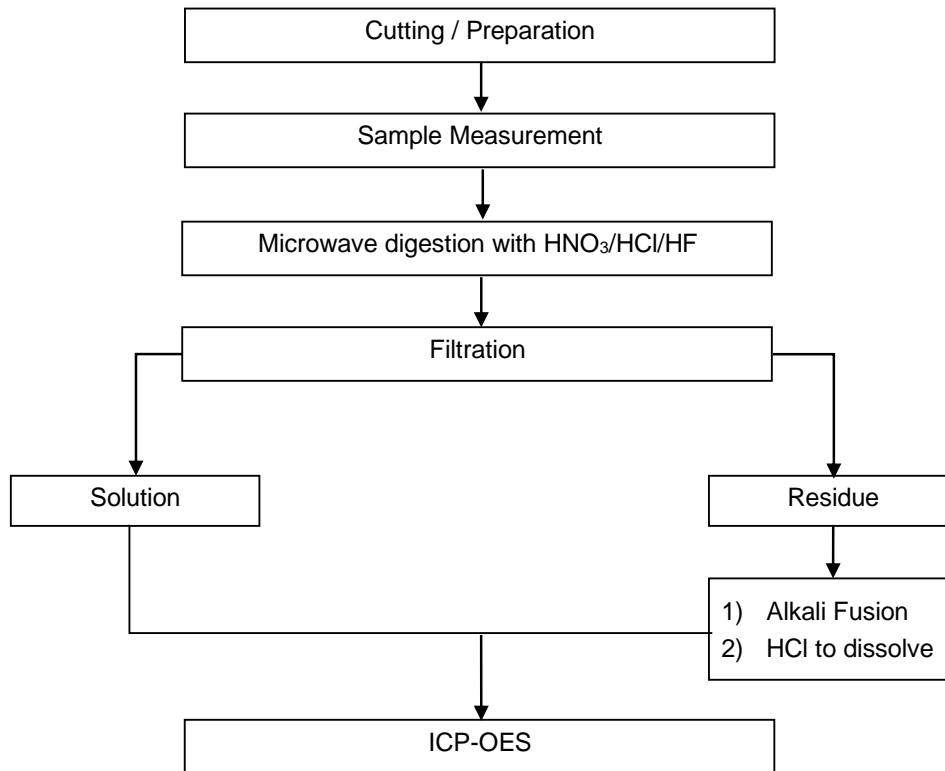 Cutting / Preparation
Sample Measurement
Microwave digestion with HNO₃/HCl/HF
Filtration
Solution
Residue
1) Alkali Fusion
2) HCl to dissolve
ICP-OES